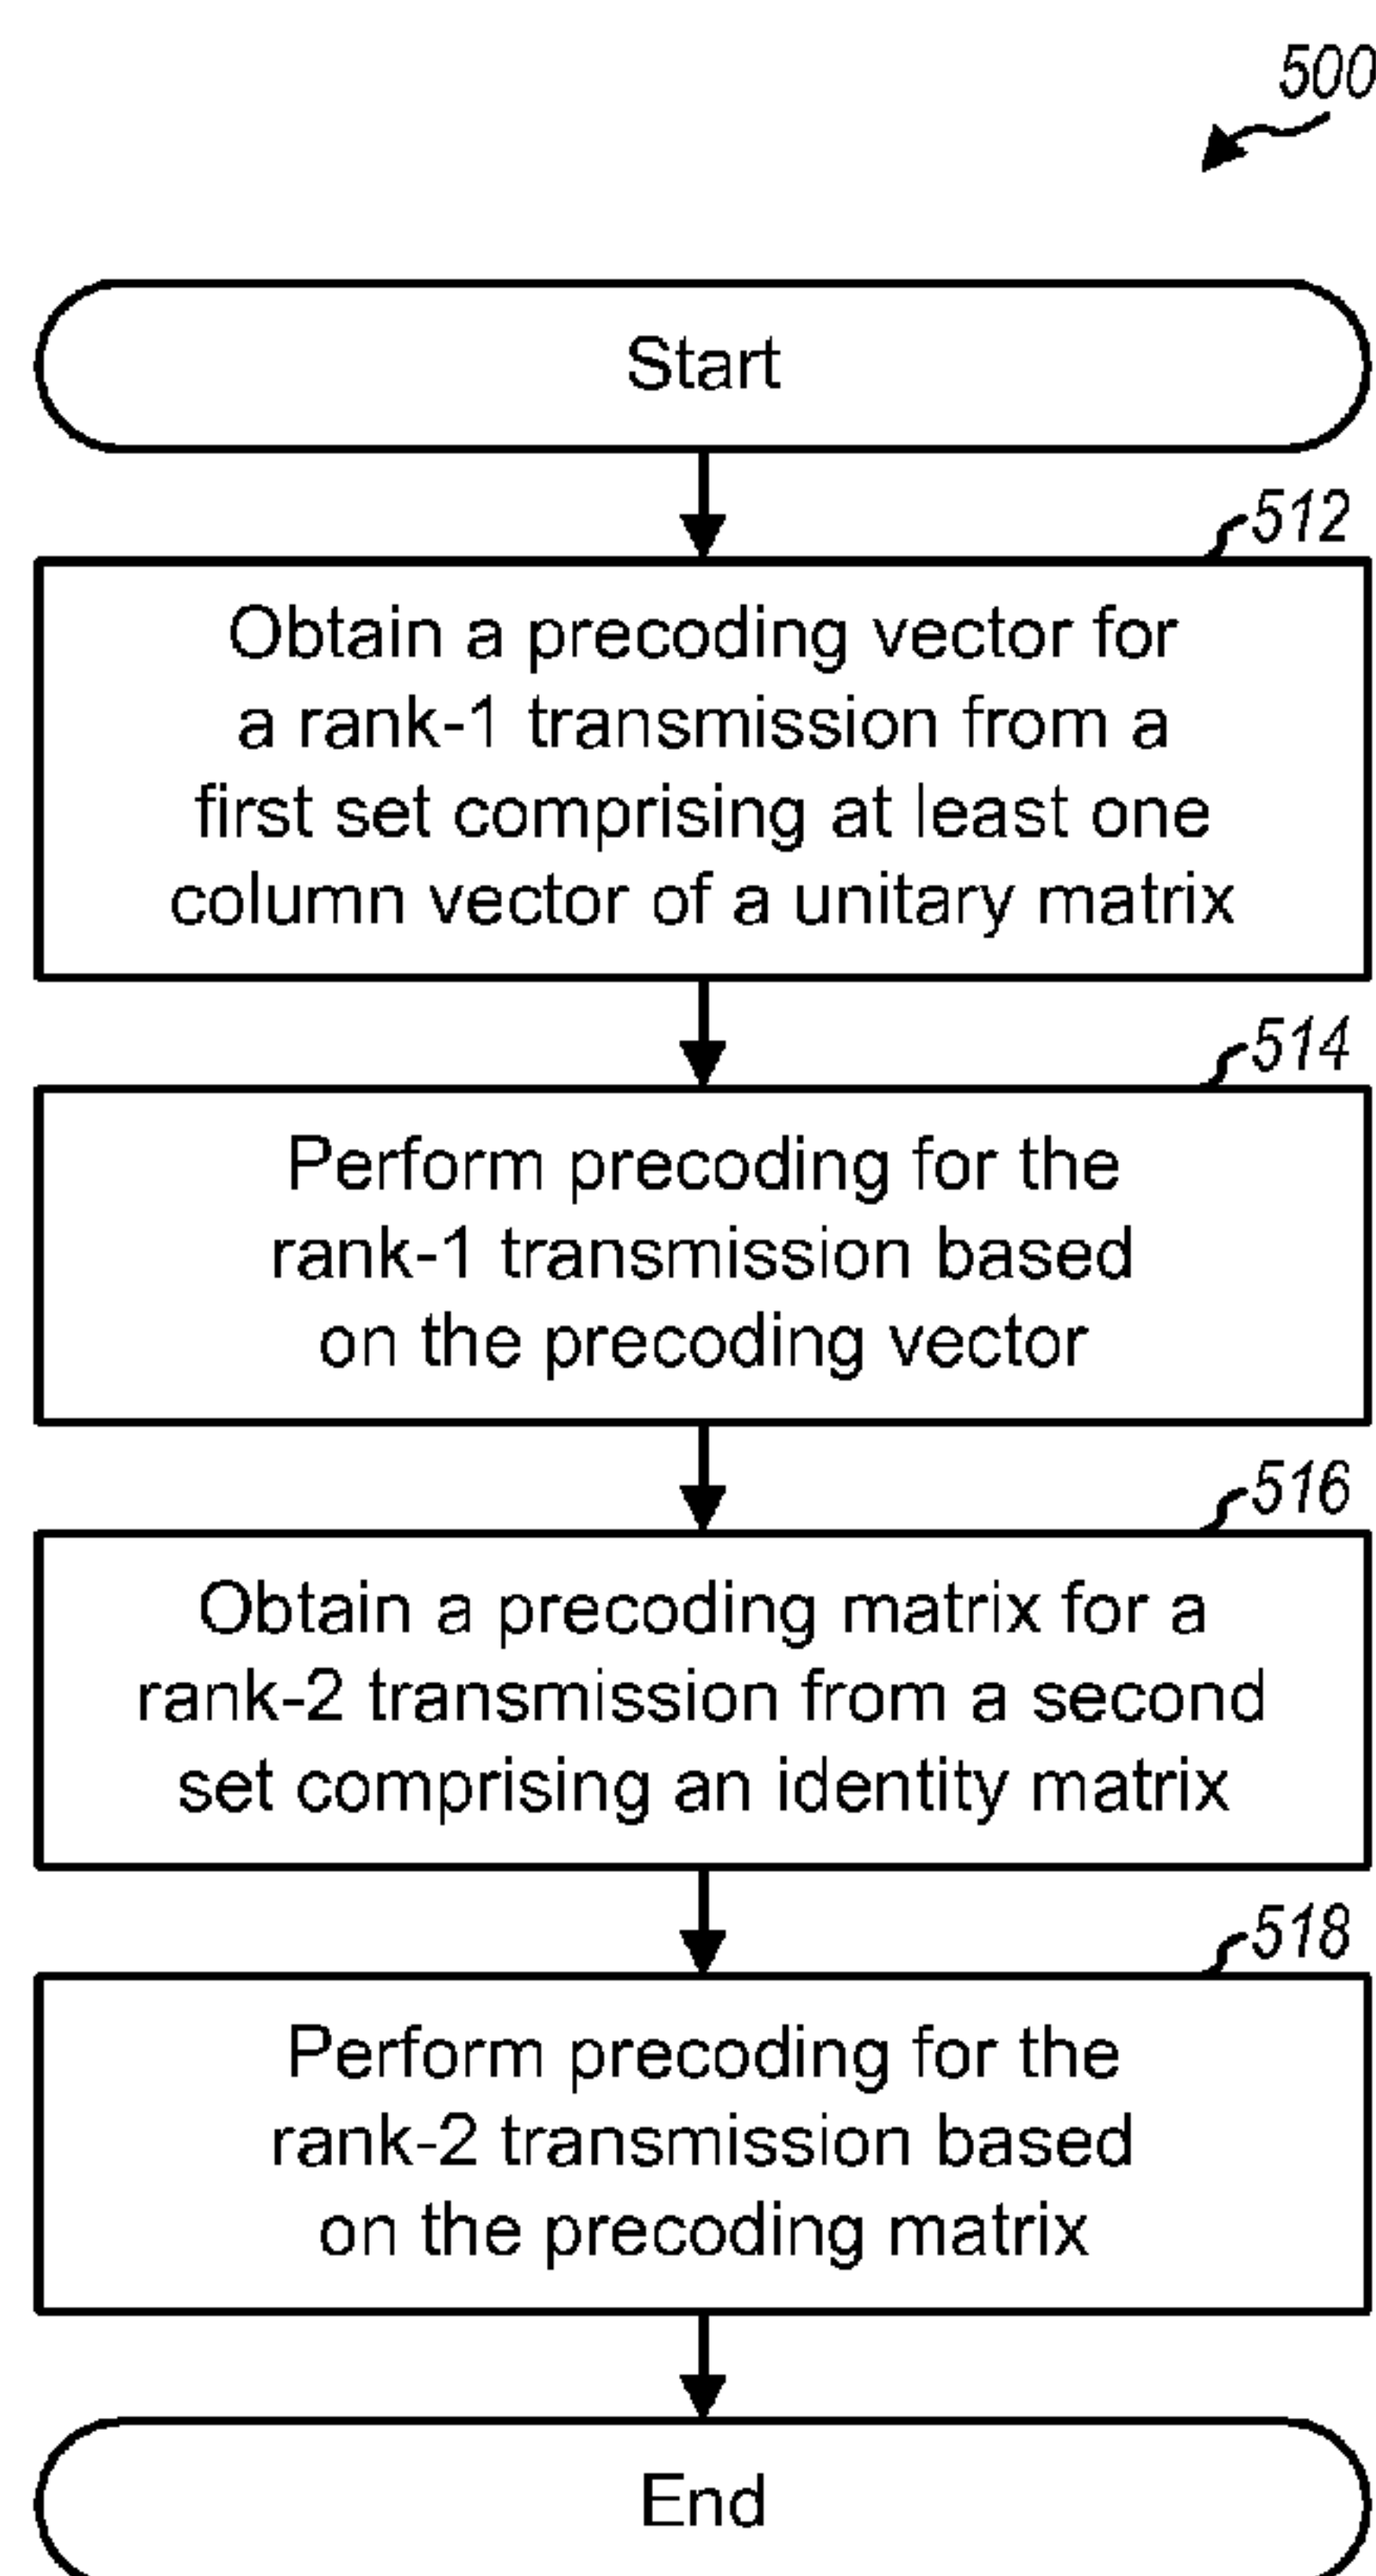 500
Start
512
Obtain a precoding vector for
a rank-1 transmission from a
first set comprising at least one
column vector of a unitary matrix
514
Perform precoding for the
rank-1 transmission based
on the precoding vector
516
Obtain a precoding matrix for a
rank-2 transmission from a second
set comprising an identity matrix
518
Perform precoding for the
rank-2 transmission based
on the precoding matrix
End